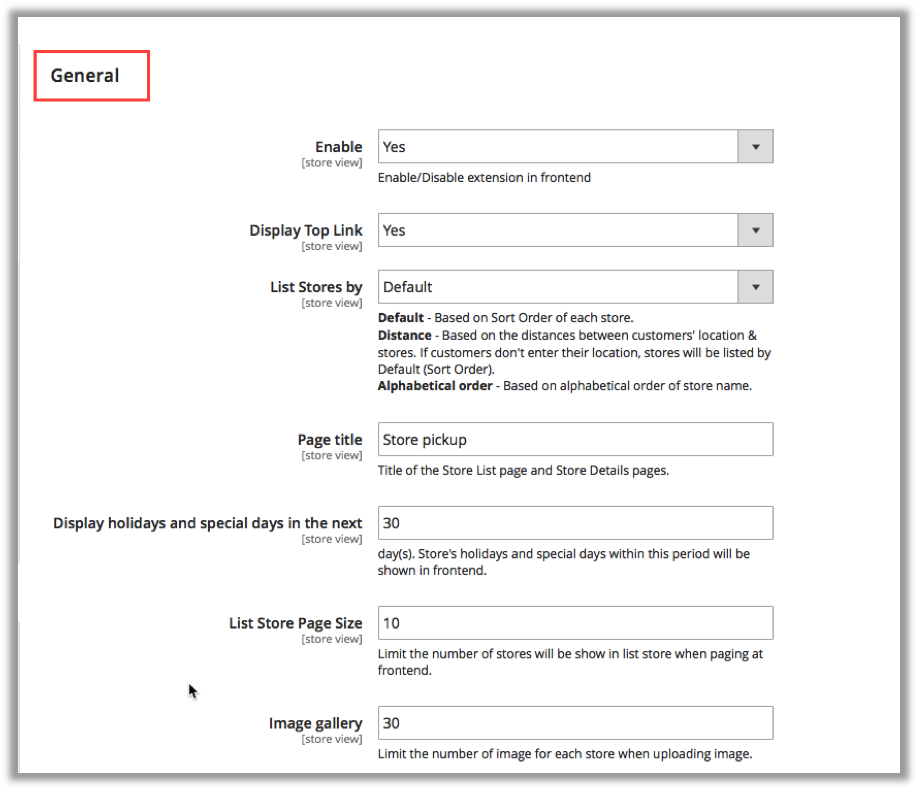 General
Enable
[store view]
Yes
Enable/Disable extension in frontend
Display Top Link
[store view]
Yes
List Stores by
[store view]
Default
Default - Based on Sort Order of each store.
Distance - Based on the distances between customers' location &
stores. If customers don't enter their location, stores will be listed by
Default (Sort Order).
Alphabetical order - Based on alphabetical order of store name.
Page title
[store view]
Store pickup
Title of the Store List page and Store Details pages.
Display holidays and special days in the next
[store view]
30
day(s). Store's holidays and special days within this period will be
shown in frontend.
List Store Page Size
[store view]
10
Limit the number of stores will be show in list store when paging at
frontend.
Image gallery
[store view]
30
Limit the number of image for each store when uploading image.